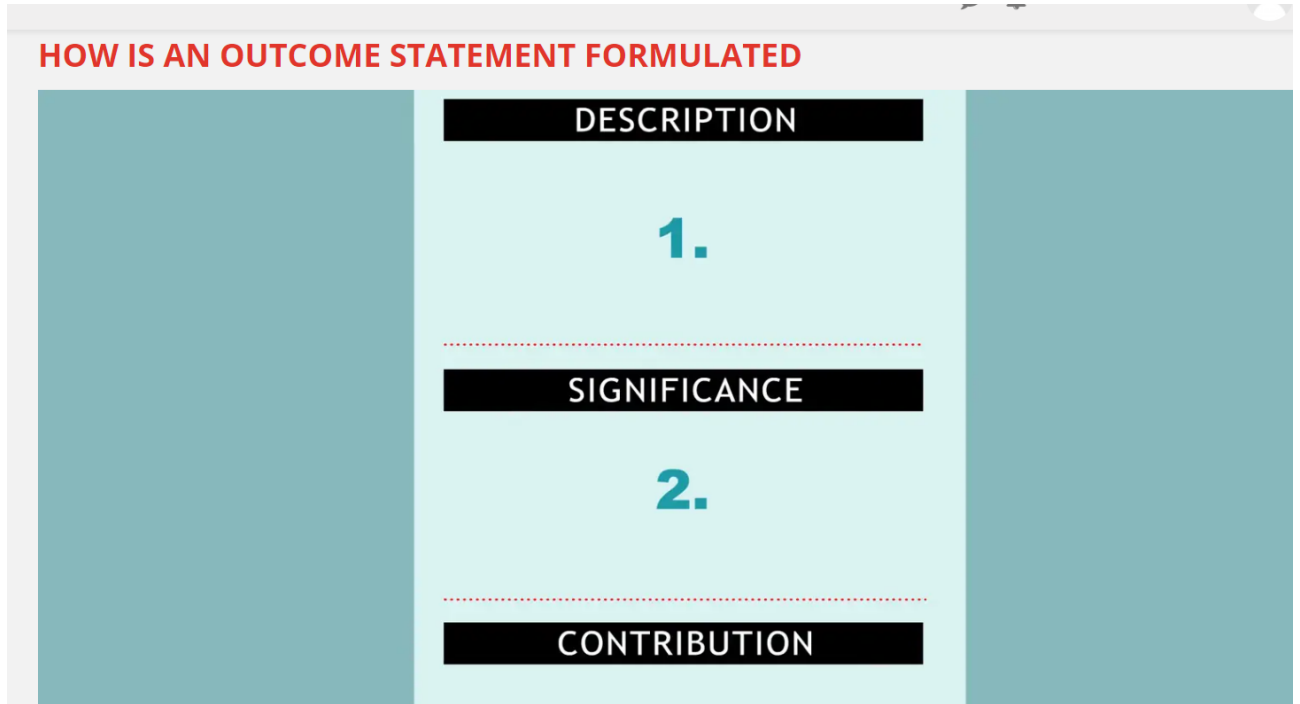 HOW IS AN OUTCOME STATEMENT FORMULATED
DESCRIPTION
1.
SIGNIFICANCE
2.
CONTRIBUTION